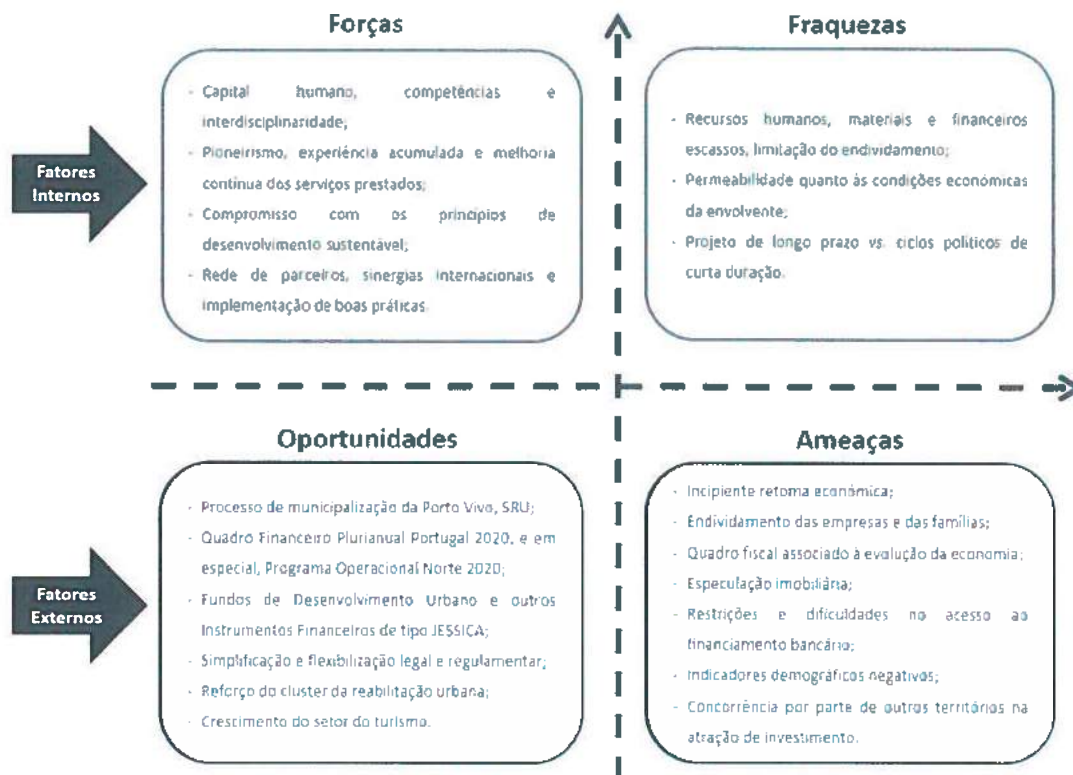 Forças
- Capital humano, competências e
interdisciplinaridade;
- Pioneirismo, experiência acumulada e melhoria
contínua dos serviços prestados;
- Compromisso com os princípios de
desenvolvimento sustentável;
- Rede de parceiros, sinergias internacionais e
implementação de boas práticas.
Fraquezas
- Recursos humanos, materiais e financeiros
escassos, limitação do endividamento;
- Permeabilidade quanto às condições económicas
da envolvente;
- Projeto de longo prazo vs. ciclos políticos de
curta duração.
Fatores
Internos
Oportunidades
- Processo de municipalização da Porto Vivo, SRU;
- Quadro Financeiro Plurianual Portugal 2020, e em
especial, Programa Operacional Norte 2020;
- Fundos de Desenvolvimento Urbano e outros
Instrumentos Financeiros de tipo JESSICA;
- Simplificação e flexibilização legal e regulamentar;
- Reforço do cluster da reabilitação urbana;
- Crescimento do setor do turismo.
Ameaças
- Incipiente retoma económica;
- Endividamento das empresas e das famílias;
- Quadro fiscal associado à evolução da economia;
- Especulação imobiliária;
- Restrições e dificuldades no acesso ao
financiamento bancário;
- Indicadores demográficos negativos;
- Concorrência por parte de outros territórios na
atração de investimento.
Fatores
Externos